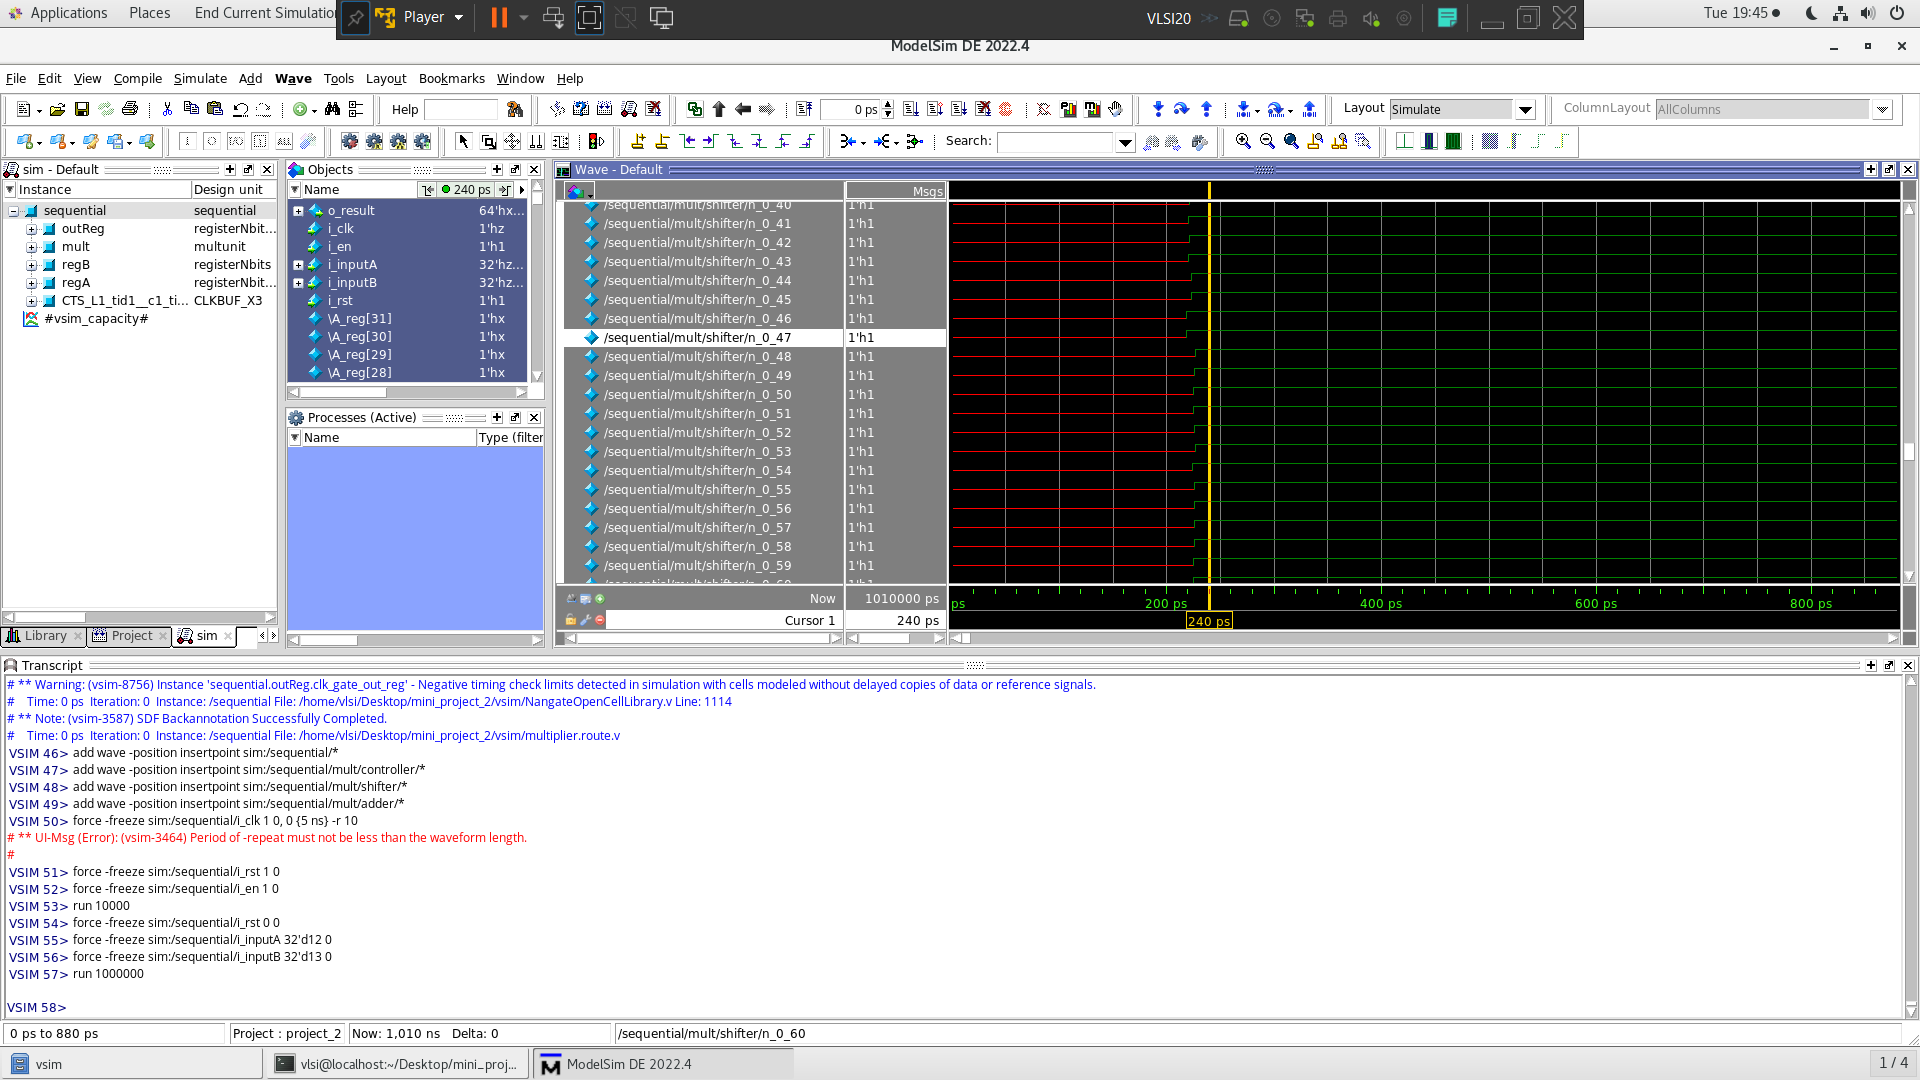 Applications Places End Current Simulation
Player
VLSI20
Tue 19:45
ModelSim DE 2022.4
File Edit View Compile Simulate Add Wave Tools Layout Bookmarks Window Help
Help
0 ps
Layout Simulate
ColumnLayout AllColumns
Search:
sim - Default
Instance Design unit
sequential sequential
outReg registerNbit...
mult multunit
regB registerNbits
regA registerNbit...
CTS_L1_tid1__c1_ti... CLKBUF_X3
#vsim_capacity#
Library Project sim
Objects
Name 240 ps
o_result 64'hx...
i_clk 1'hz
i_en 1'h1
i_inputA 32'hz...
i_inputB 32'hz...
i_rst 1'h1
\A_reg[31] 1'hx
\A_reg[30] 1'hx
\A_reg[29] 1'hx
\A_reg[28] 1'hx
Processes (Active)
Name Type (filter
Wave - Default
Msgs
/sequential/mult/shifter/n_0_40 1'h1
/sequential/mult/shifter/n_0_41 1'h1
/sequential/mult/shifter/n_0_42 1'h1
/sequential/mult/shifter/n_0_43 1'h1
/sequential/mult/shifter/n_0_44 1'h1
/sequential/mult/shifter/n_0_45 1'h1
/sequential/mult/shifter/n_0_46 1'h1
/sequential/mult/shifter/n_0_47 1'h1
/sequential/mult/shifter/n_0_48 1'h1
/sequential/mult/shifter/n_0_49 1'h1
/sequential/mult/shifter/n_0_50 1'h1
/sequential/mult/shifter/n_0_51 1'h1
/sequential/mult/shifter/n_0_52 1'h1
/sequential/mult/shifter/n_0_53 1'h1
/sequential/mult/shifter/n_0_54 1'h1
/sequential/mult/shifter/n_0_55 1'h1
/sequential/mult/shifter/n_0_56 1'h1
/sequential/mult/shifter/n_0_57 1'h1
/sequential/mult/shifter/n_0_58 1'h1
/sequential/mult/shifter/n_0_59 1'h1
Now 1010000 ps
ps 200 ps 400 ps 600 ps 800 ps
Cursor 1 240 ps
240 ps
Transcript
# ** Warning: (vsim-8756) Instance 'sequential.outReg.clk_gate_out_reg' - Negative timing check limits detected in simulation with cells modeled without delayed copies of data or reference signals.
# Time: 0 ps Iteration: 0 Instance: /sequential File: /home/vlsi/Desktop/mini_project_2/vsim/NangateOpenCellLibrary.v Line: 1114
# ** Note: (vsim-3587) SDF Backannotation Successfully Completed.
# Time: 0 ps Iteration: 0 Instance: /sequential File: /home/vlsi/Desktop/mini_project_2/vsim/multiplier.route.v
VSIM 46> add wave -position insertpoint sim:/sequential/*
VSIM 47> add wave -position insertpoint sim:/sequential/mult/controller/*
VSIM 48> add wave -position insertpoint sim:/sequential/mult/shifter/*
VSIM 49> add wave -position insertpoint sim:/sequential/mult/adder/*
VSIM 50> force -freeze sim:/sequential/i_clk 1 0, 0 {5 ns} -r 10
# ** UI-Msg (Error): (vsim-3464) Period of -repeat must not be less than the waveform length.
#
VSIM 51> force -freeze sim:/sequential/i_rst 1 0
VSIM 52> force -freeze sim:/sequential/i_en 1 0
VSIM 53> run 10000
VSIM 54> force -freeze sim:/sequential/i_rst 0 0
VSIM 55> force -freeze sim:/sequential/i_inputA 32'd12 0
VSIM 56> force -freeze sim:/sequential/i_inputB 32'd13 0
VSIM 57> run 1000000
VSIM 58>
0 ps to 880 ps Project : project_2 Now: 1,010 ns Delta: 0 /sequential/mult/shifter/n_0_60
vsim vlsi@localhost:~/Desktop/mini_proj... ModelSim DE 2022.4 1 / 4